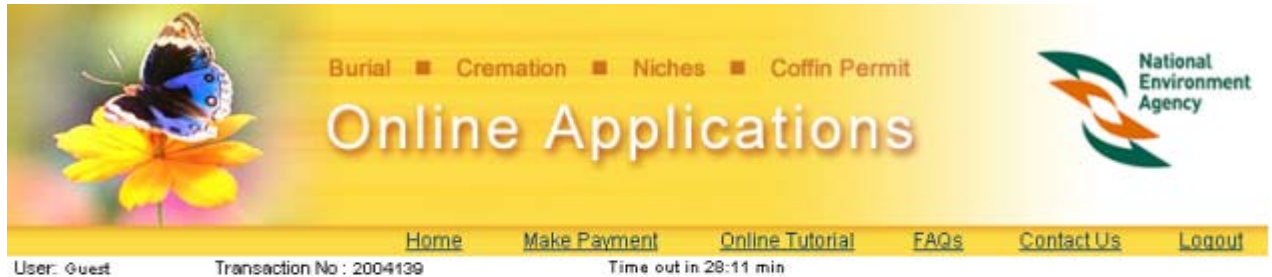 Burial ■ Cremation ■ Niches ■ Coffin Permit
Online Applications
National
Environment
Agency
Home Make Payment Online Tutorial FAQs Contact Us Logout
User: Guest Transaction No : 2004139 Time out in 28:11 min